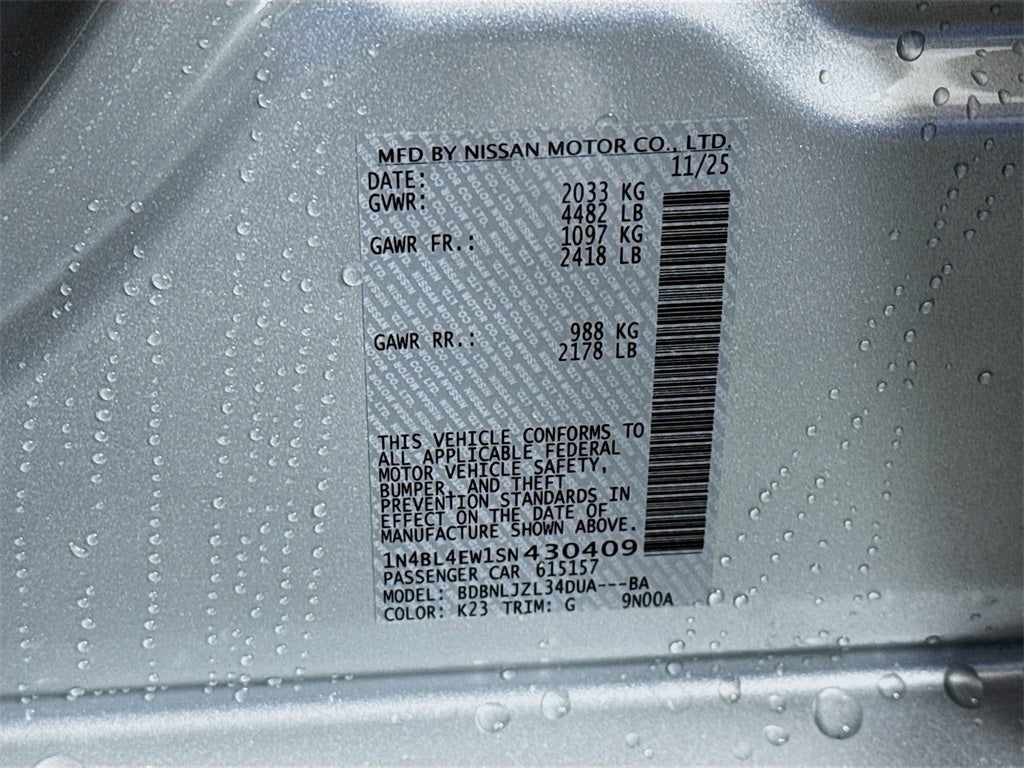 MFD BY NISSAN MOTOR CO., LTD.
DATE: 11/25
GVWR: 2033 KG
4482 LB
GAWR FR.: 1097 KG
2418 LB
GAWR RR.: 988 KG
2178 LB
THIS VEHICLE CONFORMS TO
ALL APPLICABLE FEDERAL
MOTOR VEHICLE SAFETY,
BUMPER, AND THEFT
PREVENTION STANDARDS IN
EFFECT ON THE DATE OF
MANUFACTURE SHOWN ABOVE.
1N4BL4EW1SN430409
PASSENGER CAR 615157
MODEL: BDBNLJZL34DUA---BA
COLOR: K23 TRIM: G 9N00A